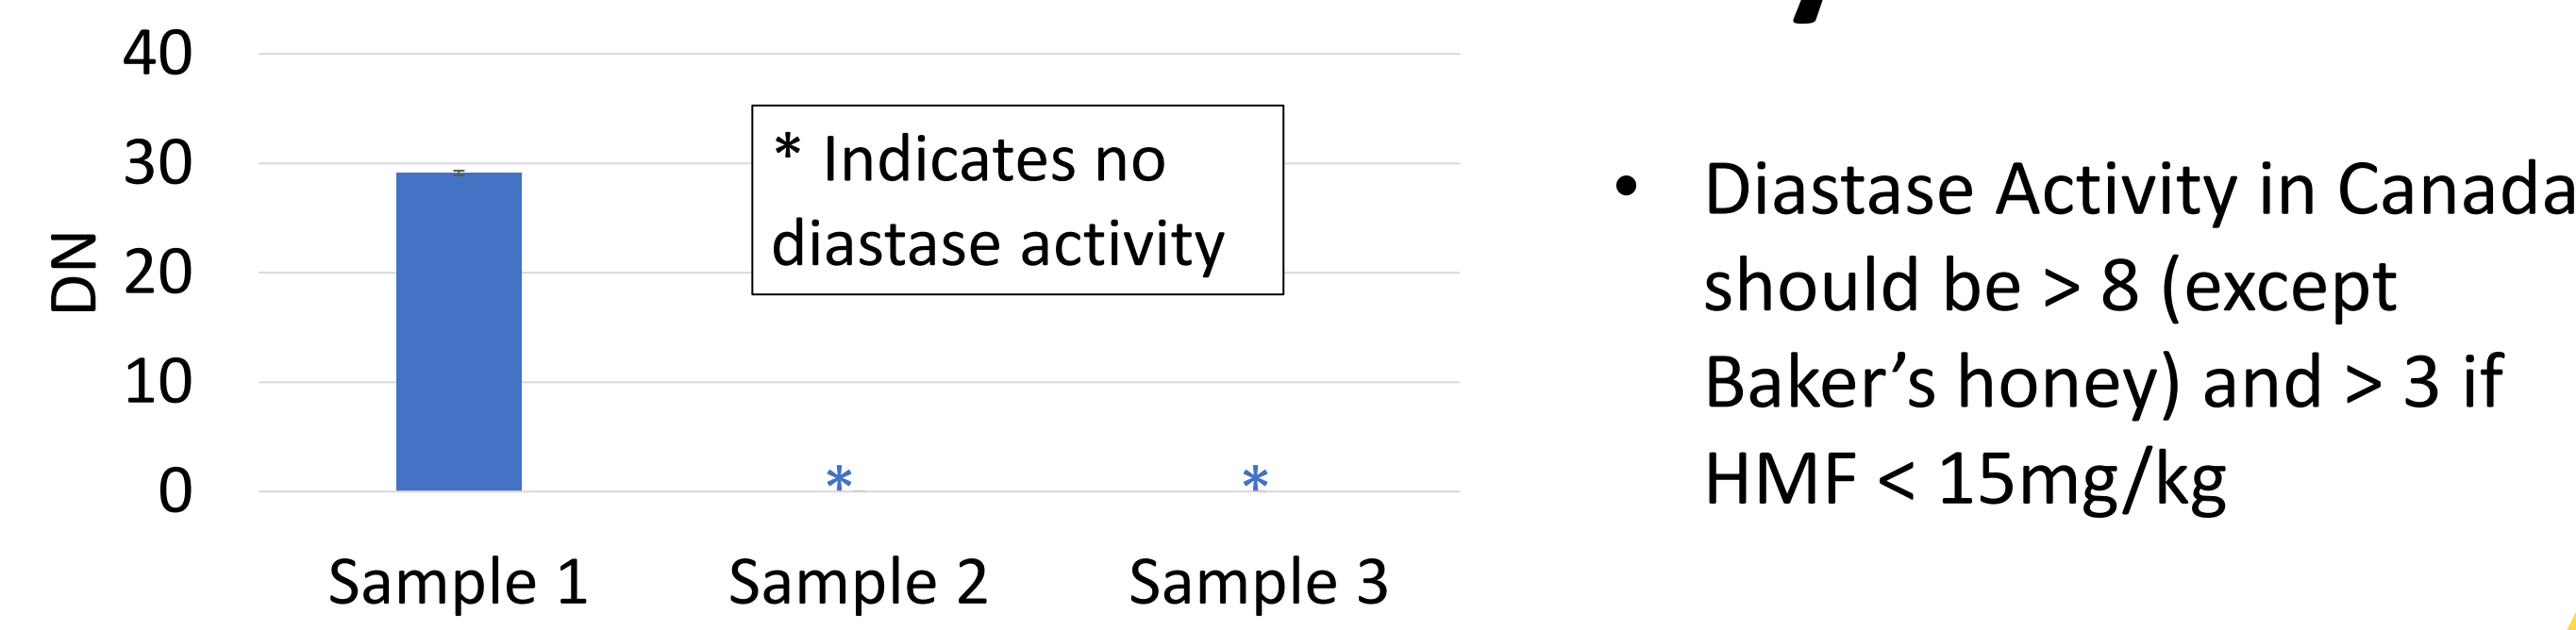 40
30
20
10
0
DN
* Indicates no
diastase activity
*
*
Sample 1
Sample 2
Sample 3
• Diastase Activity in Canada
should be > 8 (except
Baker’s honey) and > 3 if
HMF < 15mg/kg